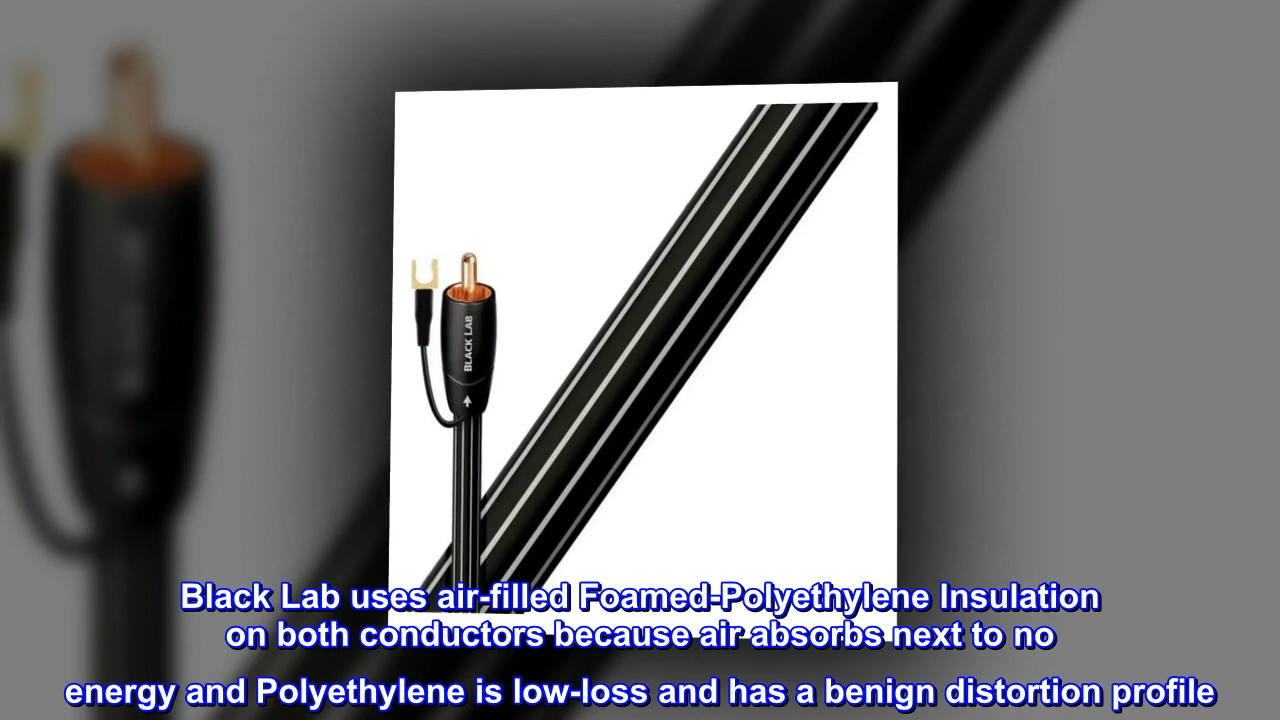 BLACK LAB
Black Lab uses air-filled Foamed-Polyethylene Insulation
on both conductors because air absorbs next to no
energy and Polyethylene is low-loss and has a benign distortion profile